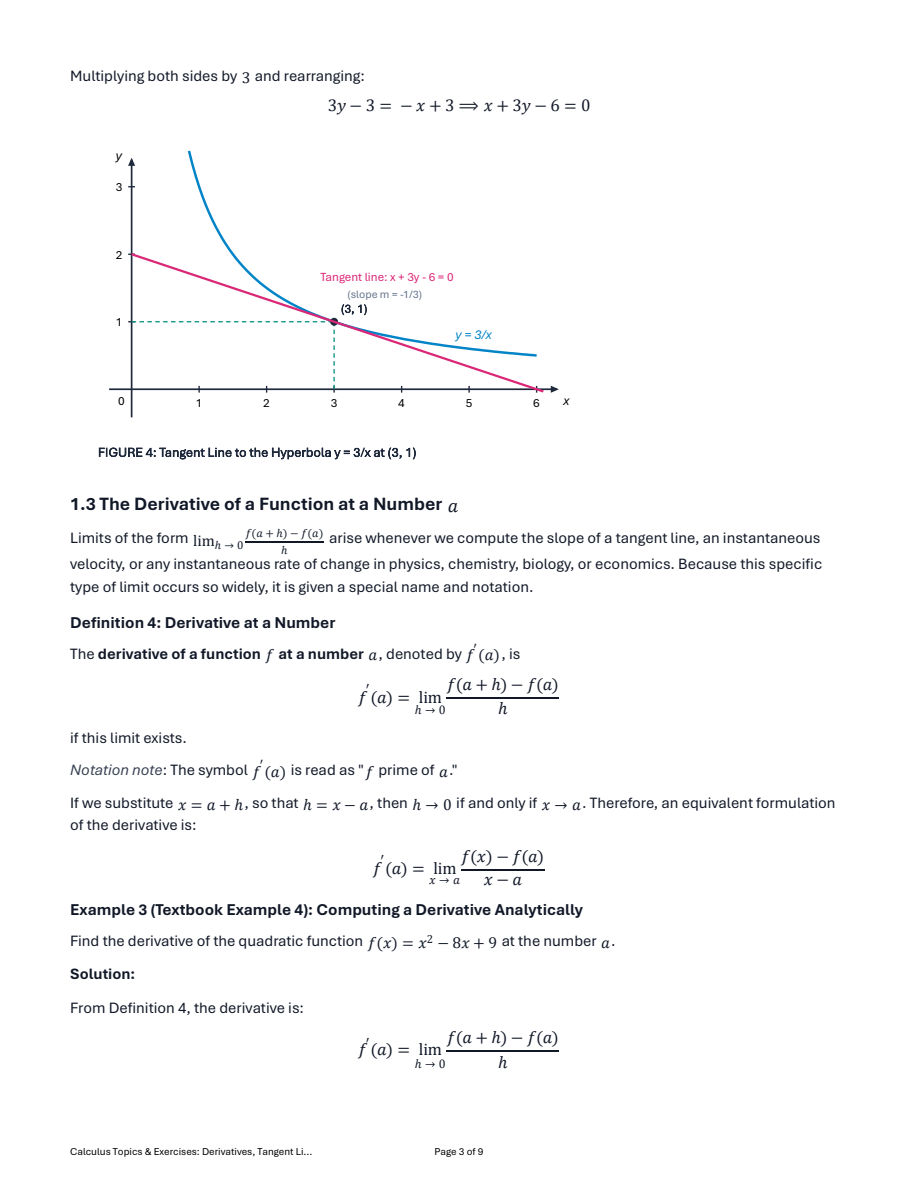 Multiplying both sides by 3 and rearranging:
3y − 3 = −x + 3 ⟹ x + 3y − 6 = 0
y
3
2
Tangent line: x + 3y - 6 = 0
(slope m = -1/3)
(3, 1)
1
y = 3/x
0 1 2 3 4 5 6 x
FIGURE 4: Tangent Line to the Hyperbola y = 3/x at (3, 1)
1.3 The Derivative of a Function at a Number a
Limits of the form lim_{h → 0} \frac{f(a + h) − f(a)}{h} arise whenever we compute the slope of a tangent line, an instantaneous
velocity, or any instantaneous rate of change in physics, chemistry, biology, or economics. Because this specific
type of limit occurs so widely, it is given a special name and notation.
Definition 4: Derivative at a Number
The derivative of a function f at a number a, denoted by f′(a), is
f′(a) = lim_{h → 0} \frac{f(a + h) − f(a)}{h}
if this limit exists.
Notation note: The symbol f′(a) is read as "f prime of a."
If we substitute x = a + h, so that h = x − a, then h → 0 if and only if x → a. Therefore, an equivalent formulation
of the derivative is:
f′(a) = lim_{x → a} \frac{f(x) − f(a)}{x − a}
Example 3 (Textbook Example 4): Computing a Derivative Analytically
Find the derivative of the quadratic function f(x) = x² − 8x + 9 at the number a.
Solution:
From Definition 4, the derivative is:
f′(a) = lim_{h → 0} \frac{f(a + h) − f(a)}{h}
Calculus Topics & Exercises: Derivatives, Tangent Li... Page 3 of 9